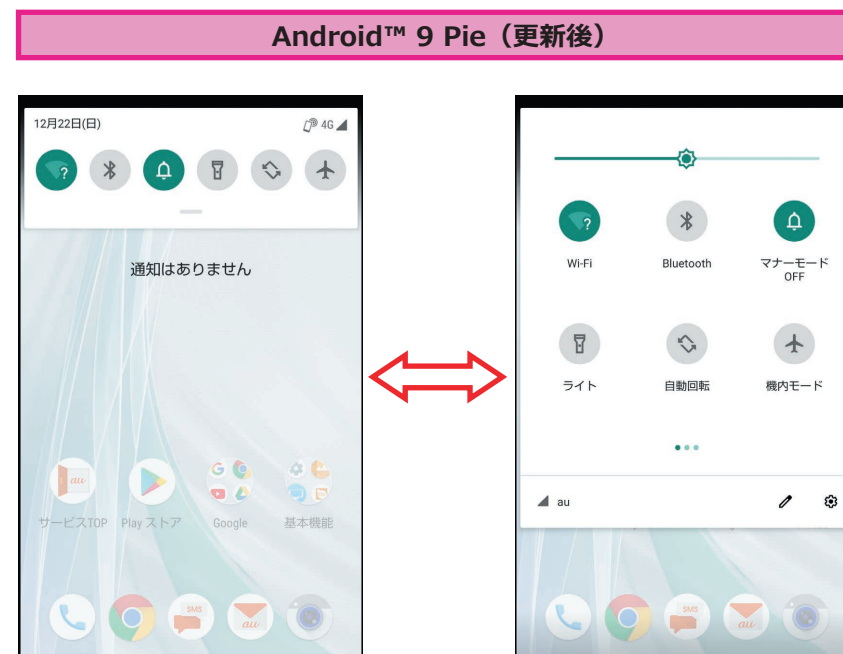 Android™ 9 Pie（更新後）
12月22日(日)
4G
?
通知はありません
au
サービスTOP
Play ストア
Google
基本機能
SMS
au
?
Wi-Fi
Bluetooth
マナーモード
OFF
ライト
自動回転
機内モード
au
SMS
au